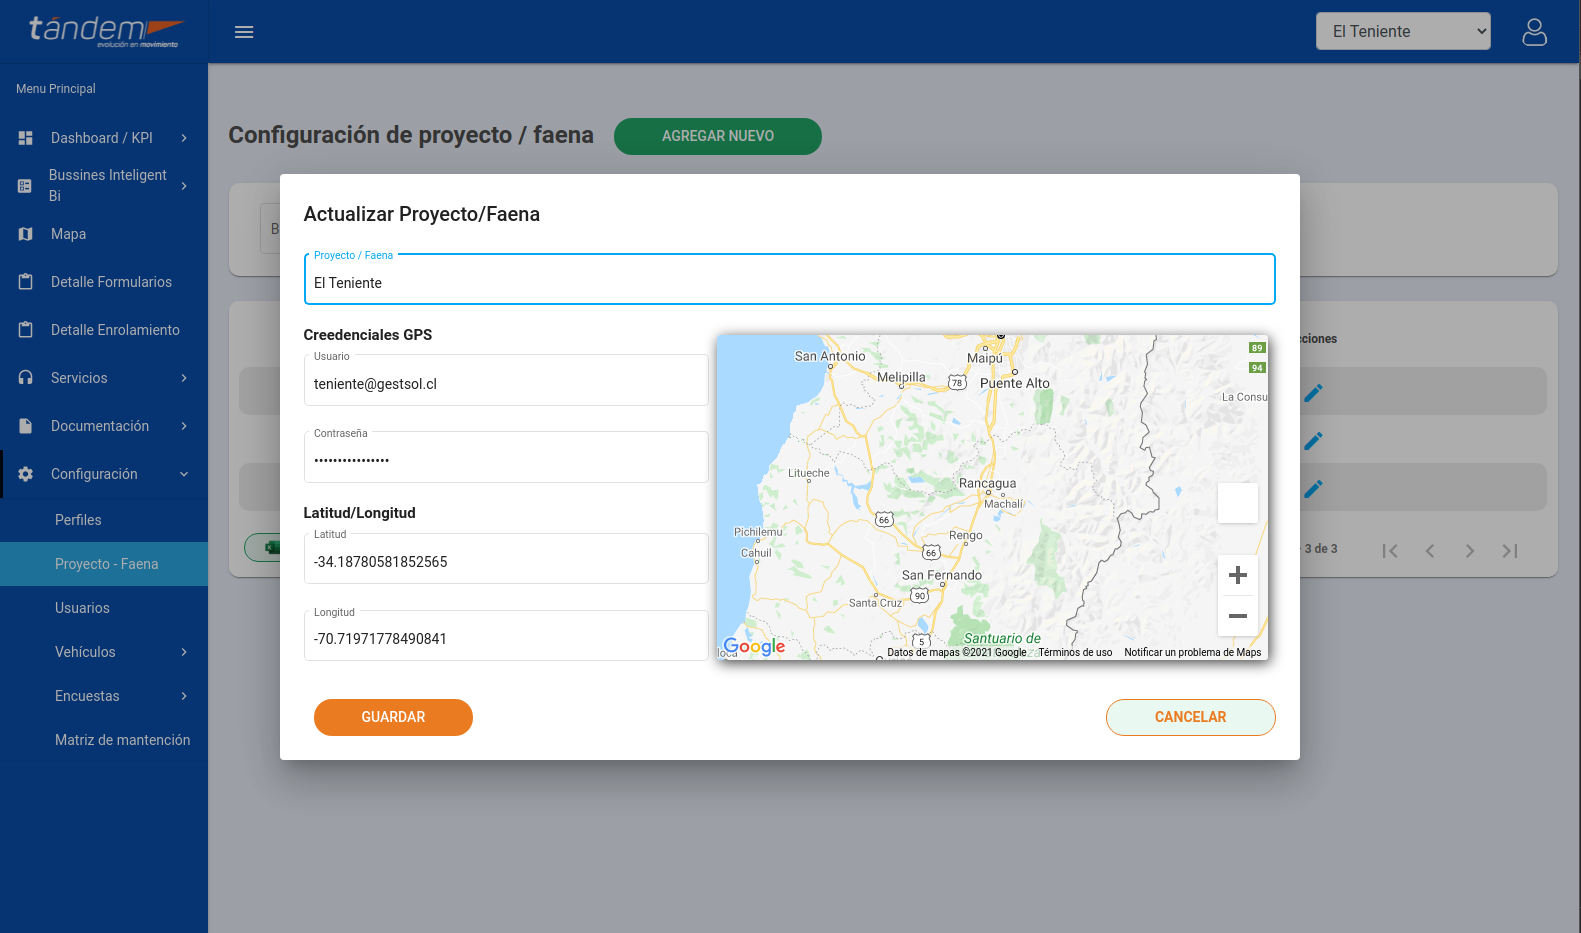 tándem
evolución en movimiento
El Teniente
Menu Principal
Dashboard / KPI
Bussines Inteligent
Bi
Mapa
Detalle Formularios
Detalle Enrolamiento
Servicios
Documentación
Configuración
Perfiles
Proyecto - Faena
Usuarios
Vehículos
Encuestas
Matriz de mantención
Configuración de proyecto / faena
AGREGAR NUEVO
B
ciones
3 de 3
Actualizar Proyecto/Faena
Proyecto / Faena
El Teniente
Creedenciales GPS
Usuario
teniente@gestsol.cl
Contraseña
••••••••••••••••
Latitud/Longitud
Latitud
-34.18780581852565
Longitud
-70.71971778490841
San Antonio
Maipú
Melipilla
78
Puente Alto
89
94
La Consu
Litueche
Rancagua
Machalí
66
Pichilemu
Cahuil
Rengo
66
San Fernando
Santa Cruz
90
5
Santuario de
Google
Datos de mapas ©2021 Google
Términos de uso
Notificar un problema de Maps
GUARDAR
CANCELAR